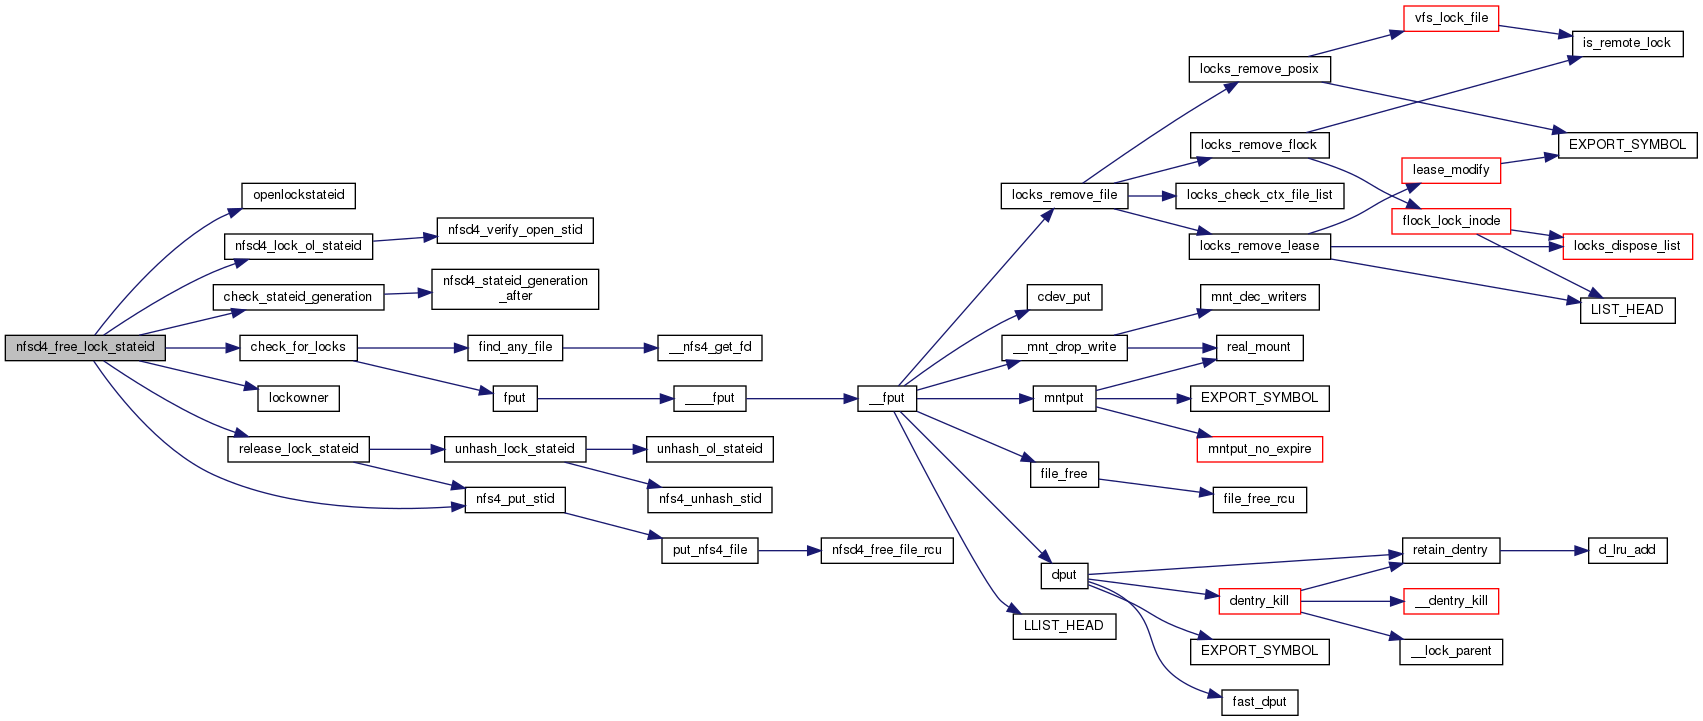 nfsd4_free_lock_stateid
openlockstateid
nfsd4_lock_ol_stateid
nfsd4_verify_open_stid
check_stateid_generation
nfsd4_stateid_generation
_after
check_for_locks
find_any_file
__nfs4_get_fd
fput
____fput
__fput
lockowner
release_lock_stateid
unhash_lock_stateid
unhash_ol_stateid
nfs4_unhash_stid
nfs4_put_stid
put_nfs4_file
nfsd4_free_file_rcu
locks_remove_file
locks_remove_posix
vfs_lock_file
is_remote_lock
locks_remove_flock
EXPORT_SYMBOL
locks_check_ctx_file_list
lease_modify
flock_lock_inode
locks_remove_lease
locks_dispose_list
LIST_HEAD
cdev_put
__mnt_drop_write
mnt_dec_writers
real_mount
mntput
EXPORT_SYMBOL
mntput_no_expire
file_free
file_free_rcu
dput
retain_dentry
d_lru_add
dentry_kill
__dentry_kill
__lock_parent
EXPORT_SYMBOL
fast_dput
LLIST_HEAD